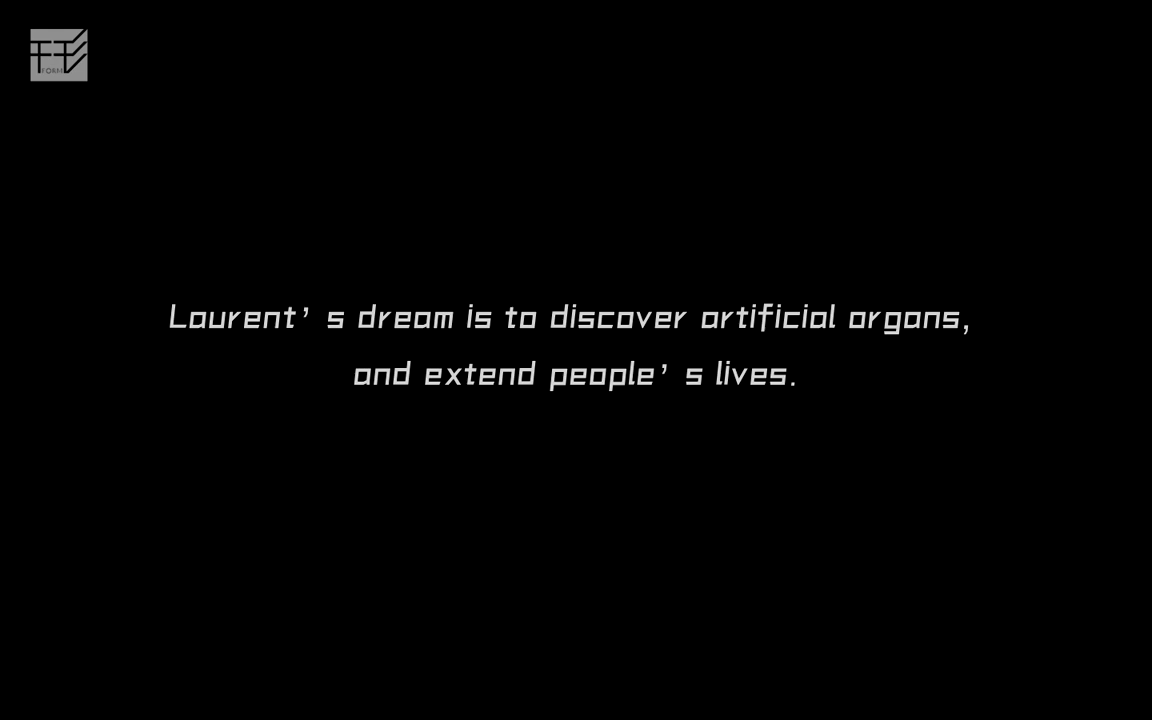 Laurent’ s dream is to discover artificial organs,
and extend people’ s lives.